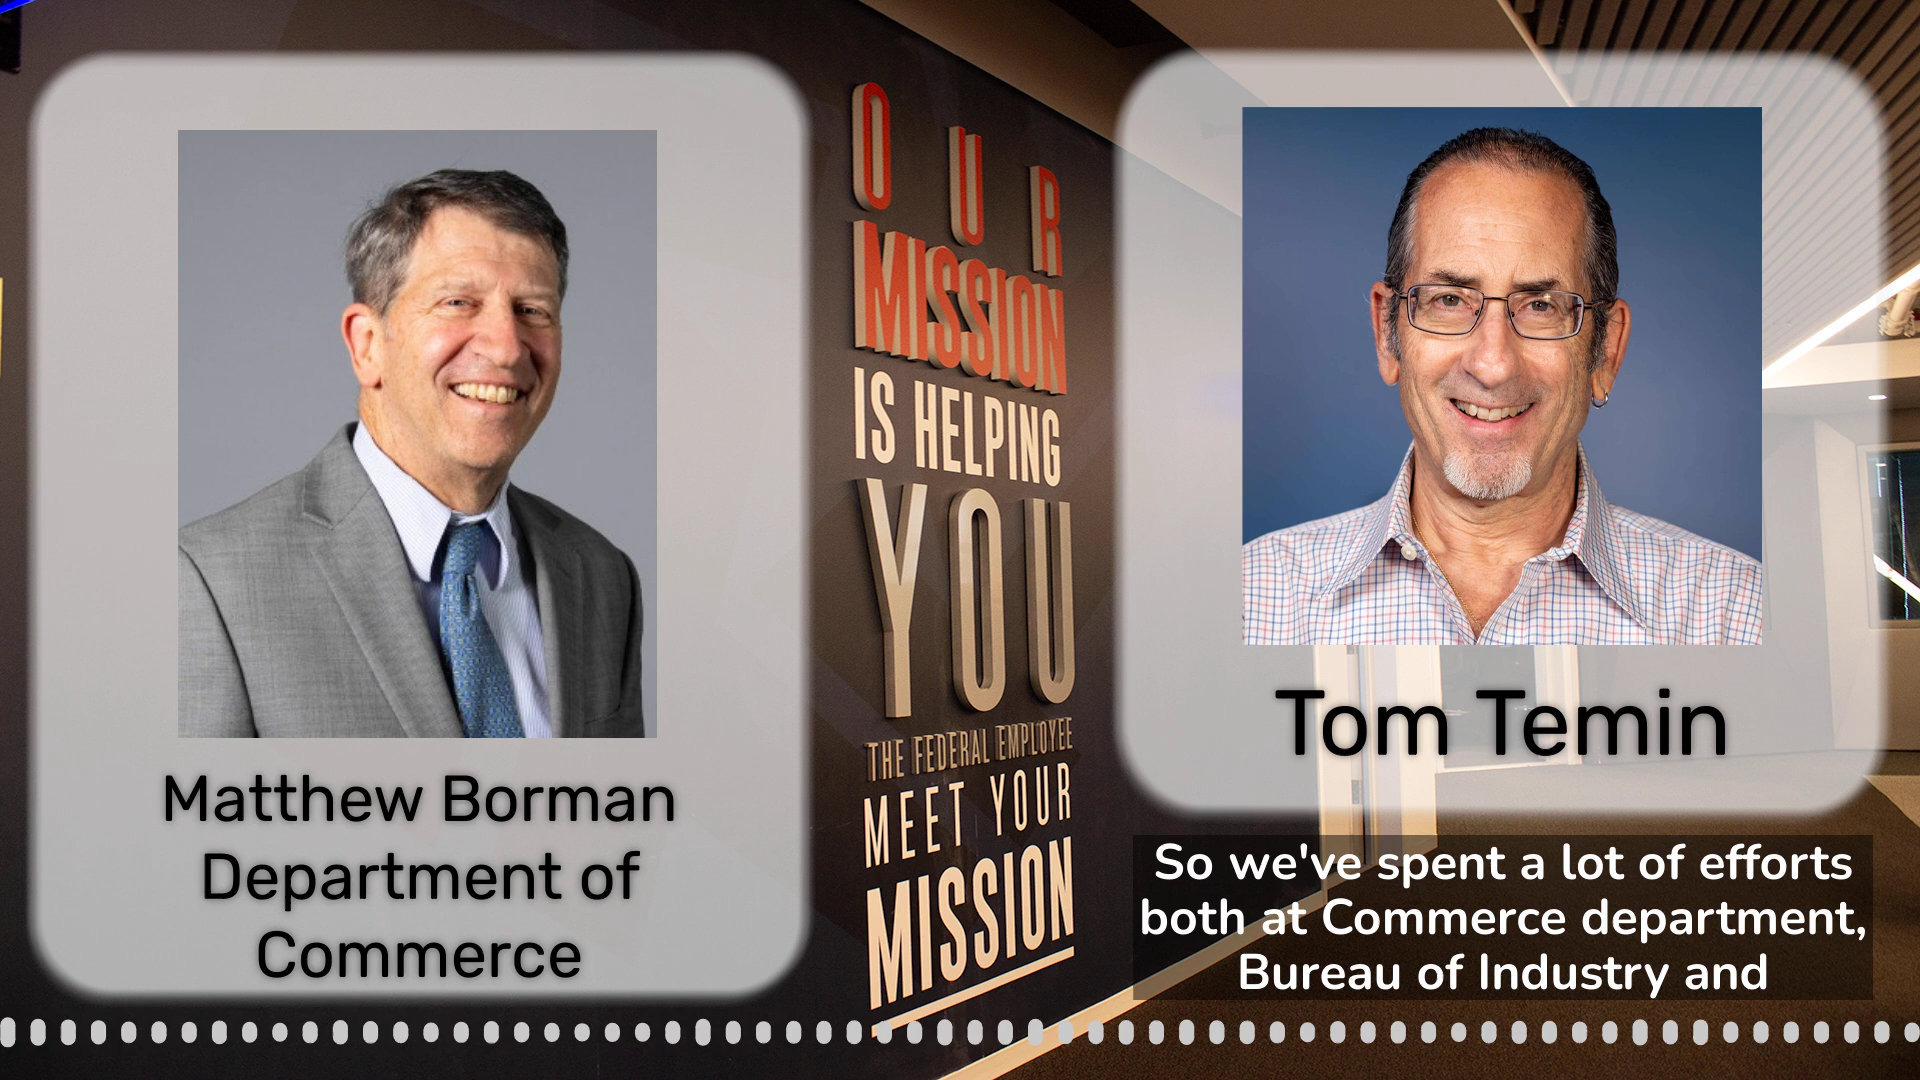 Matthew Borman
Department of
Commerce
OUR
MISSION
IS HELPING
YOU
THE FEDERAL EMPLOYEE
MEET YOUR
MISSION
Tom Temin
So we've spent a lot of efforts
both at Commerce department,
Bureau of Industry and